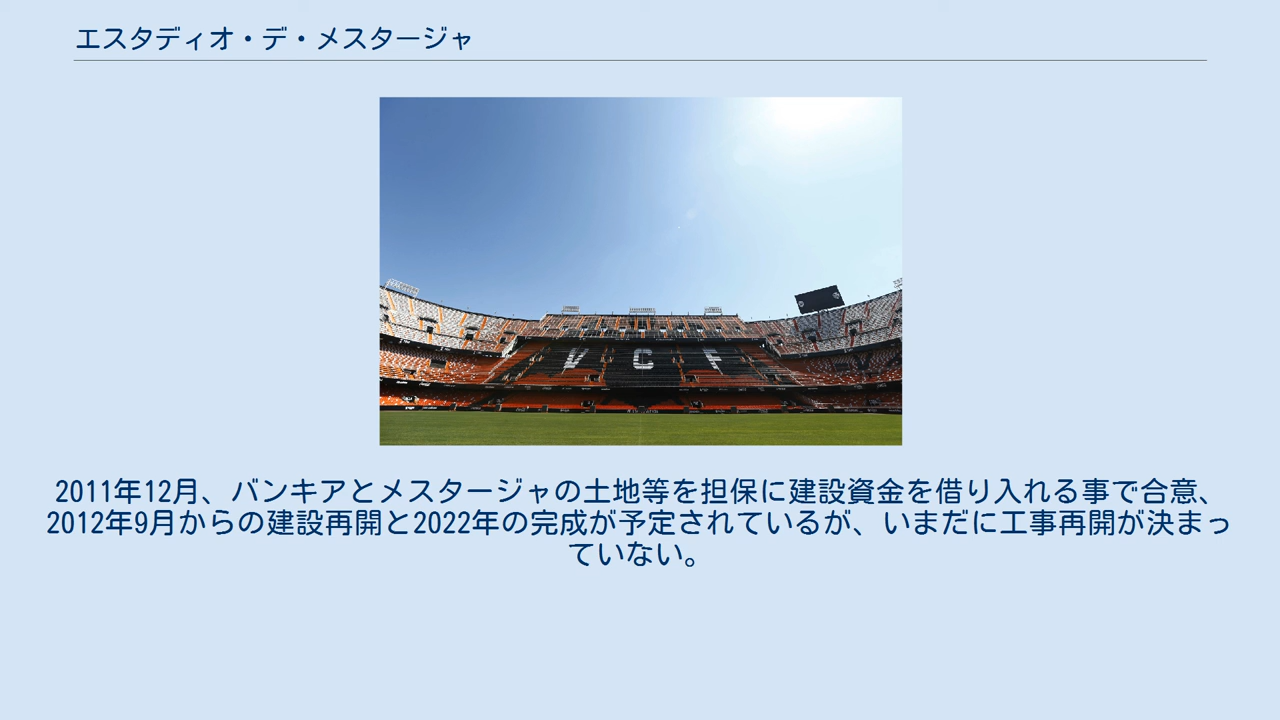 エスタディオ・デ・メスタージャ
V C F
2011年12月、バンキアとメスタージャの土地等を担保に建設資金を借り入れる事で合意、
2012年9月からの建設再開と2022年の完成が予定されているが、いまだに工事再開が決まっ
ていない。